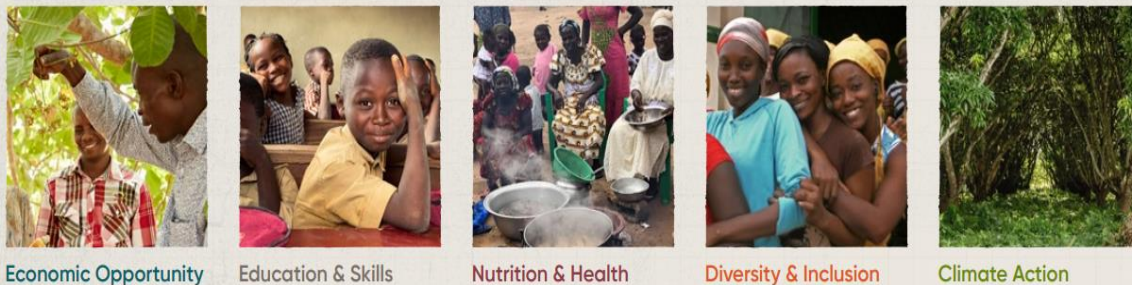 Economic Opportunity
Education & Skills
Nutrition & Health
Diversity & Inclusion
Climate Action